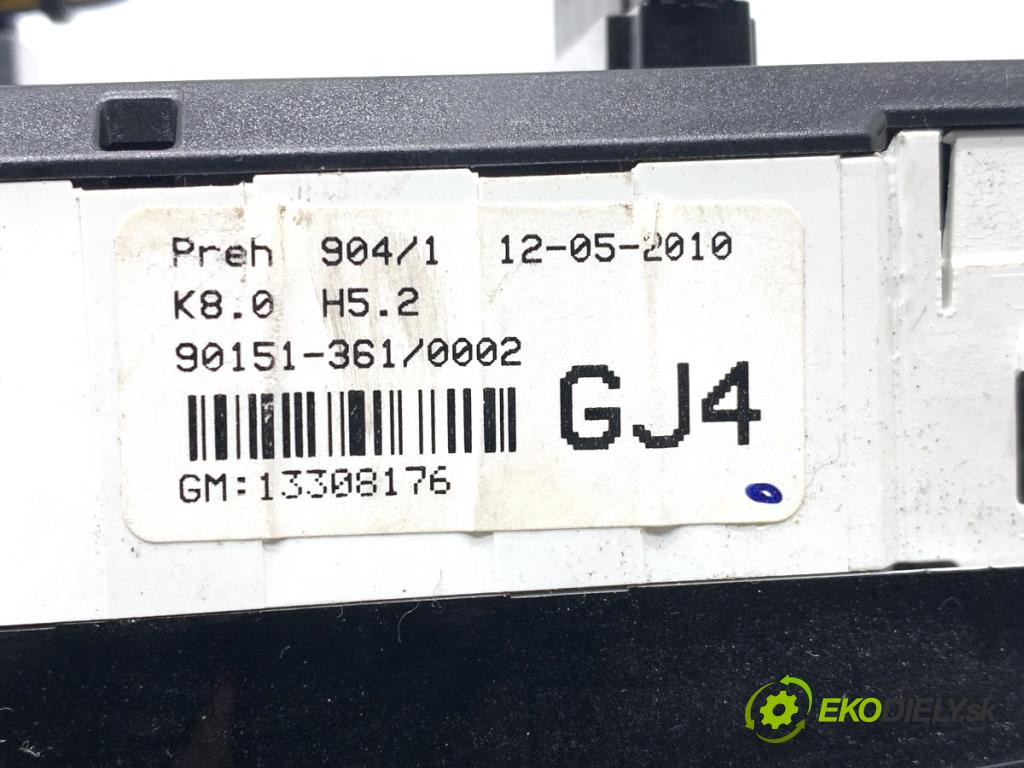 Preh 904/1 12-05-2010
K8.0 H5.2
90151-361/0002
GJ4
GM:13308176
EKODIELY.sk